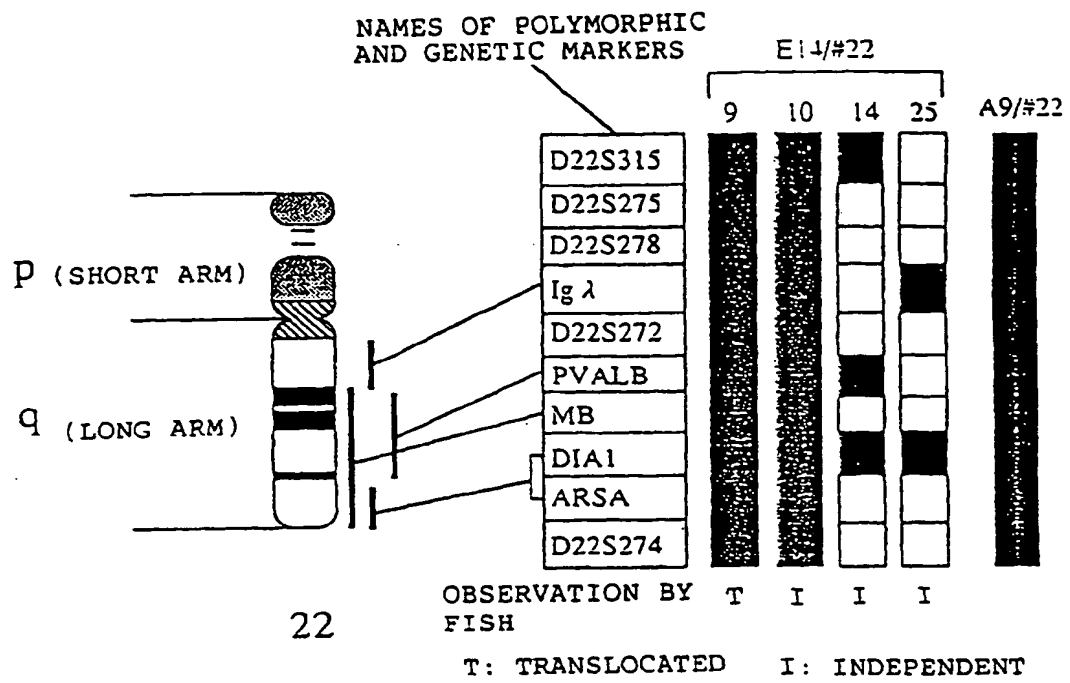 NAMES OF POLYMORPHIC
AND GENETIC MARKERS
E14/#22
9 10 14 25 A9/#22
D22S315
D22S275
D22S278
Ig λ
D22S272
PVALB
MB
DIA1
ARSA
D22S274
p (SHORT ARM)
q (LONG ARM)
22
OBSERVATION BY T I I I
FISH
T: TRANSLOCATED I: INDEPENDENT